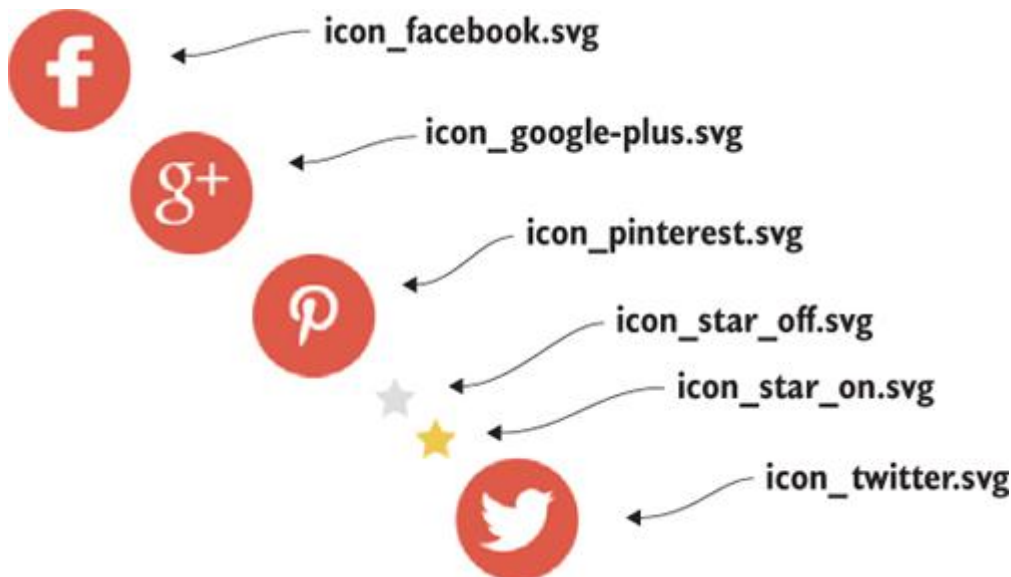 f
icon_facebook.svg
g+
icon_google-plus.svg
icon_pinterest.svg
icon_star_off.svg
icon_star_on.svg
icon_twitter.svg